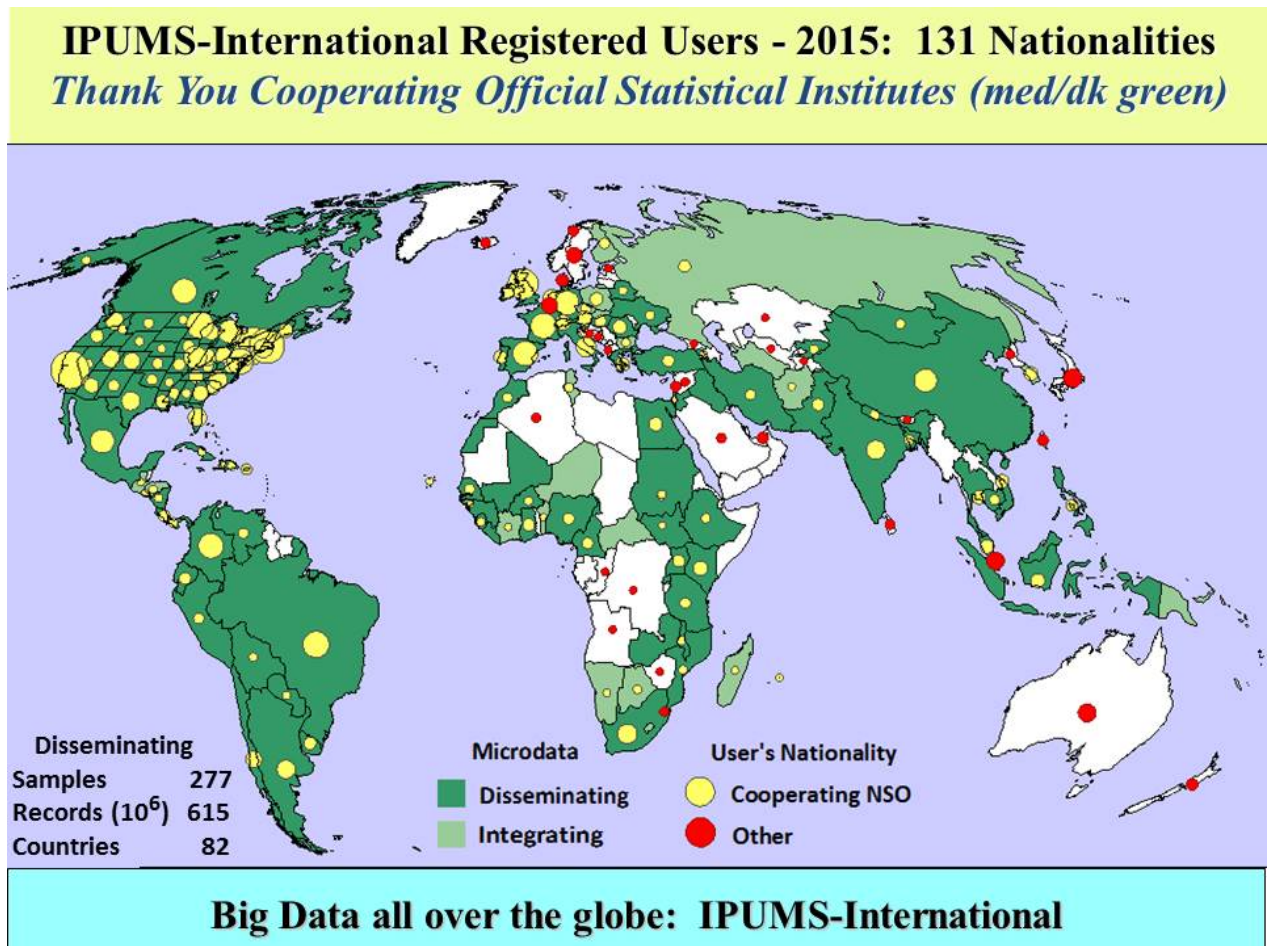 IPUMS-International Registered Users - 2015: 131 Nationalities
Thank You Cooperating Official Statistical Institutes (med/dk green)
Disseminating
Samples 277
Records (10⁶) 615
Countries 82
Microdata
Disseminating
Integrating
User's Nationality
Cooperating NSO
Other
Big Data all over the globe: IPUMS-International